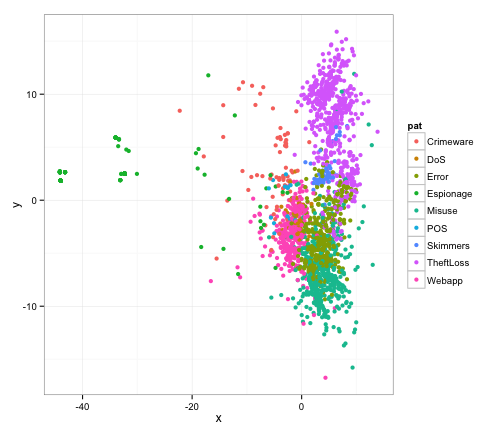 10
0
-10
y
-40
-20
0
x
pat
Crimeware
DoS
Error
Espionage
Misuse
POS
Skimmers
TheftLoss
Webapp